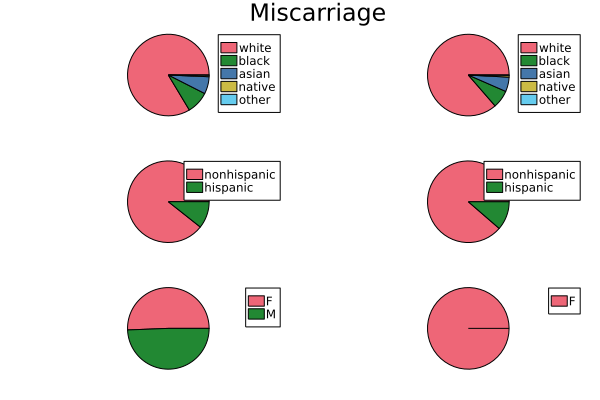 Miscarriage
white
black
asian
native
other
white
black
asian
native
other
nonhispanic
hispanic
nonhispanic
hispanic
F
M
F